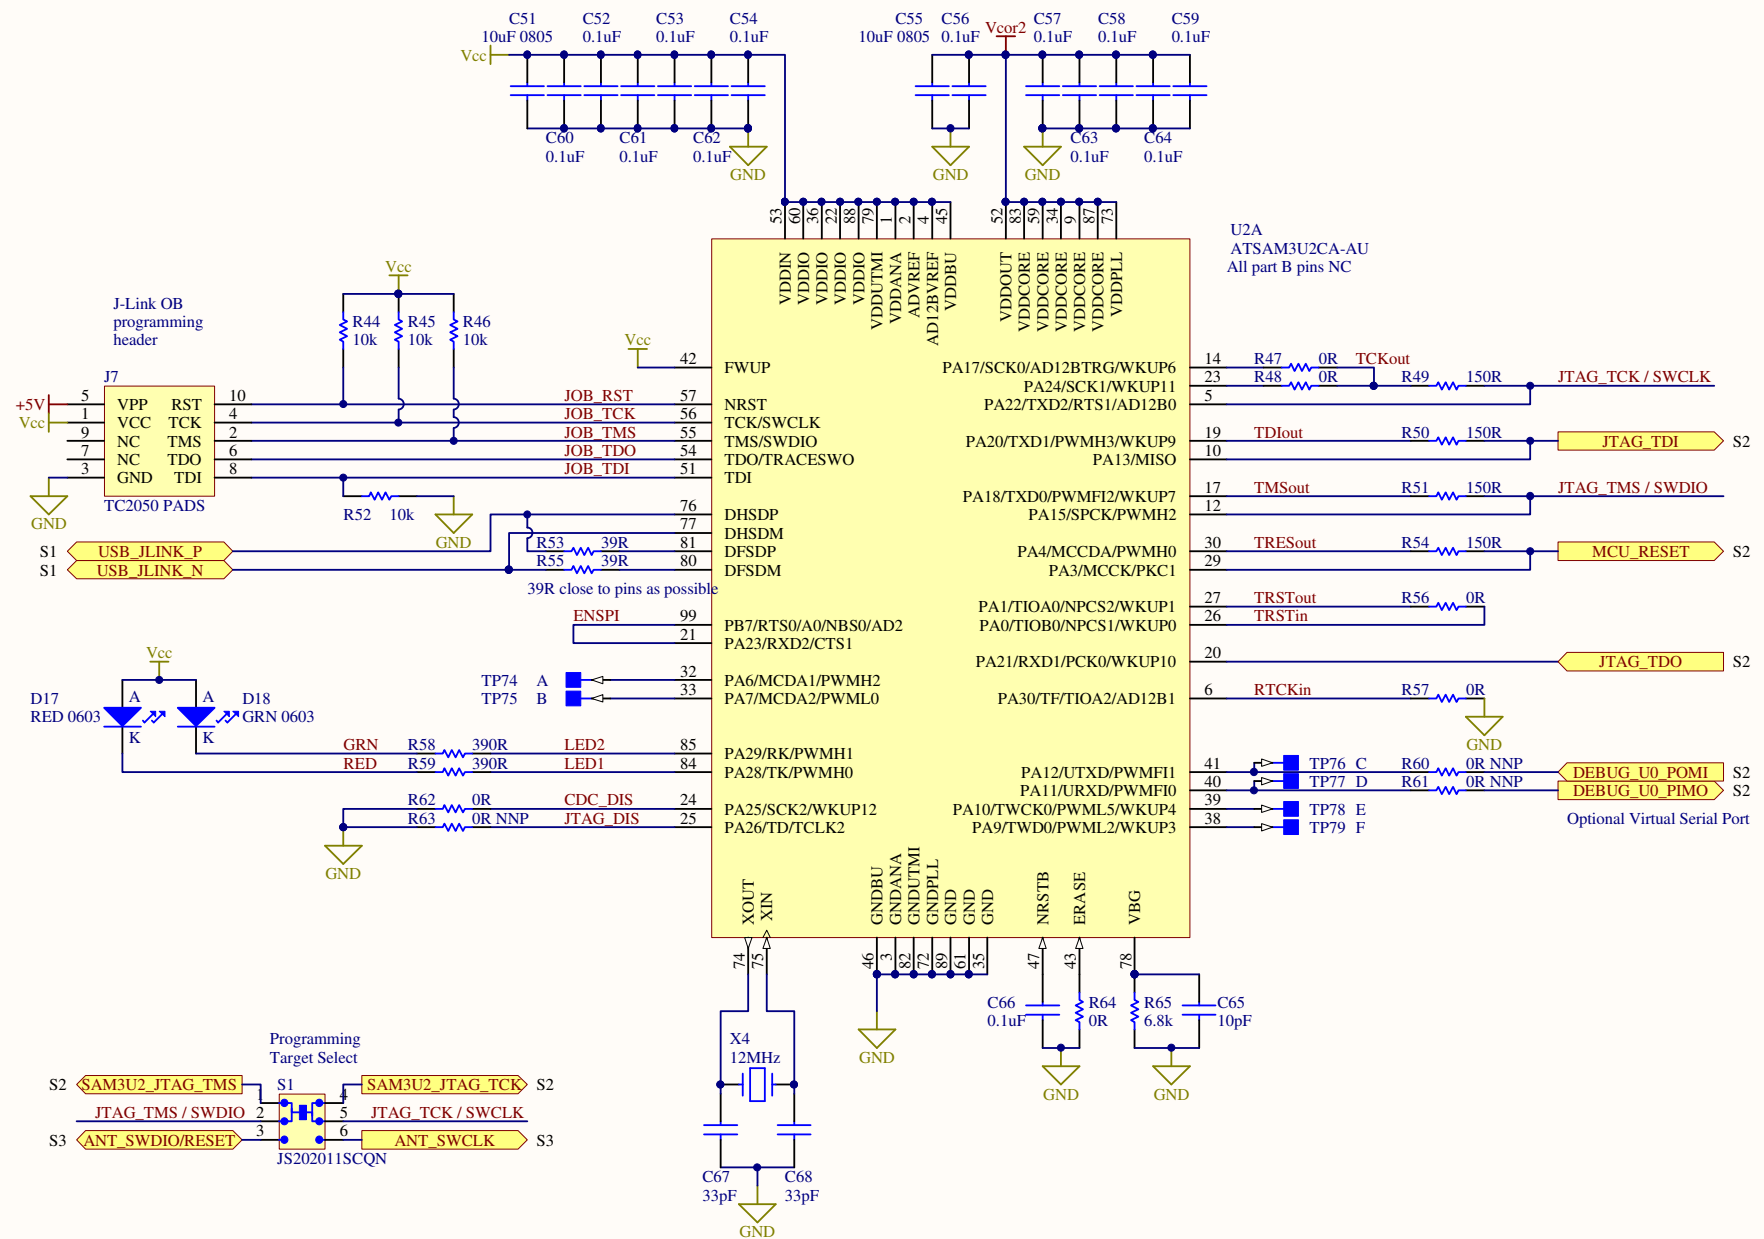 C51
10uF 0805
C52
0.1uF
C53
0.1uF
C54
0.1uF
C55
10uF 0805
C56
0.1uF
Vcor2
C57
0.1uF
C58
0.1uF
C59
0.1uF
Vcc
C60
0.1uF
C61
0.1uF
C62
0.1uF
GND
GND
GND
C63
0.1uF
C64
0.1uF
53
60
36
22
88
79
1
2
4
45
52
83
59
34
9
87
73
VDDIN
VDDIO
VDDIO
VDDIO
VDDIO
VDDUTMI
VDDANA
ADVREF
AD12BVREF
VDDBU
VDDOUT
VDDCORE
VDDCORE
VDDCORE
VDDCORE
VDDCORE
VDDPLL
U2A
ATSAM3U2CA-AU
All part B pins NC
J-Link OB
programming
header
Vcc
R44
10k
R45
10k
R46
10k
J7
+5V 5 VPP RST 10
Vcc 1 VCC TCK 4
9 NC TMS 2
7 NC TDO 6
3 GND TDI 8
TC2050 PADS
GND
R52 10k
GND
Vcc
42 FWUP
JOB_RST 57 NRST
JOB_TCK 56 TCK/SWCLK
JOB_TMS 55 TMS/SWDIO
JOB_TDO 54 TDO/TRACESWO
JOB_TDI 51 TDI
76 DHSDP
77 DHSDM
R53 39R 81 DFSDP
R55 39R 80 DFSDM
S1 USB_JLINK_P
S1 USB_JLINK_N
39R close to pins as possible
ENSPI 99 PB7/RTS0/A0/NBS0/AD2
21 PA23/RXD2/CTS1
TP74 A 32 PA6/MCDA1/PWMH2
TP75 B 33 PA7/MCDA2/PWML0
Vcc
D17
RED 0603
A
K
A
K
D18
GRN 0603
GRN R58 390R LED2 85 PA29/RK/PWMH1
RED R59 390R LED1 84 PA28/TK/PWMH0
R62 0R CDC_DIS 24 PA25/SCK2/WKUP12
R63 0R NNP JTAG_DIS 25 PA26/TD/TCLK2
GND
PA17/SCK0/AD12BTRG/WKUP6 14 R47 0R TCKout
PA24/SCK1/WKUP11 23 R48 0R R49 150R JTAG_TCK / SWCLK
PA22/TXD2/RTS1/AD12B0 5
PA20/TXD1/PWMH3/WKUP9 19 TDIout R50 150R JTAG_TDI S2
PA13/MISO 10
PA18/TXD0/PWMFI2/WKUP7 17 TMSout R51 150R JTAG_TMS / SWDIO
PA15/SPCK/PWMH2 12
PA4/MCCDA/PWMH0 30 TRESout R54 150R MCU_RESET S2
PA3/MCCK/PKC1 29
PA1/TIOA0/NPCS2/WKUP1 27 TRSTout R56 0R
PA0/TIOB0/NPCS1/WKUP0 26 TRSTin
PA21/RXD1/PCK0/WKUP10 20 JTAG_TDO S2
PA30/TF/TIOA2/AD12B1 6 RTCKin R57 0R
GND
PA12/UTXD/PWMFI1 41 TP76 C R60 0R NNP DEBUG_U0_POMI S2
PA11/URXD/PWMFI0 40 TP77 D R61 0R NNP DEBUG_U0_PIMO S2
PA10/TWCK0/PWML5/WKUP4 39 TP78 E
PA9/TWD0/PWML2/WKUP3 38 TP79 F
Optional Virtual Serial Port
XOUT
XIN
GNDBU
GNDANA
GNDUTMI
GNDPLL
GND
GND
GND
NRSTB
ERASE
VBG
74
75
46
3
82
72
89
61
35
47
43
78
GND
C66
0.1uF
R64
0R
R65
6.8k
C65
10pF
GND
GND
X4
12MHz
C67
33pF
C68
33pF
GND
Programming
Target Select
S2 SAM3U2_JTAG_TMS S1 SAM3U2_JTAG_TCK S2
1
4
JTAG_TMS / SWDIO 2 5 JTAG_TCK / SWCLK
S3 ANT_SWDIO/RESET 3 6 ANT_SWCLK S3
JS202011SCQN